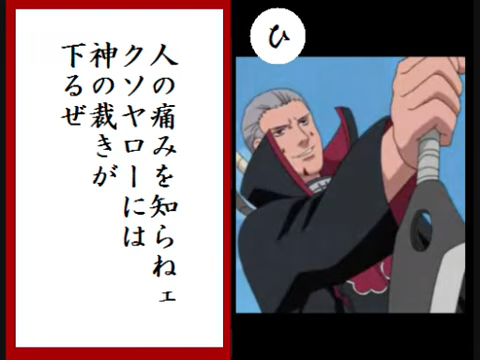 ひ
人の痛みを知らねェ
クソヤローには
神の裁きが
下るぜ